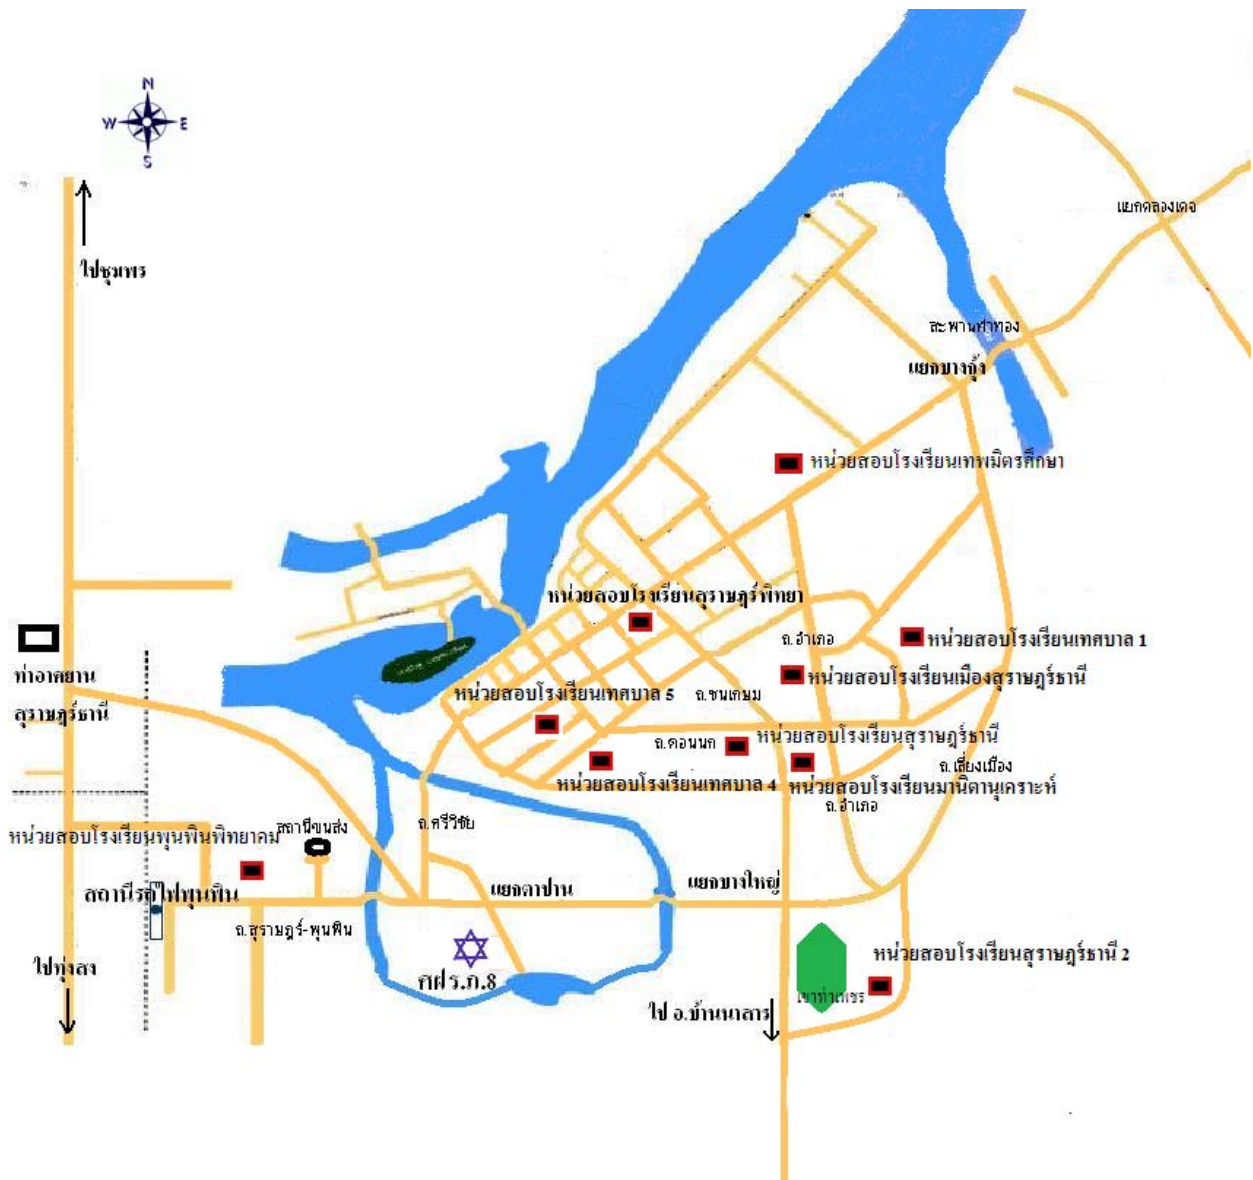 N
W E
S
แยกคลองเดจ
ไปชุมพร
สะพานท่าทอง
แยกบางกุ้ง
หน่วยสอบโรงเรียนเทพมิตรศึกษา
หน่วยสอบโรงเรียนสุราษฎร์พิทยา
ถ.อำเภอ
หน่วยสอบโรงเรียนเทศบาล 1
ท่าอาศยาน
สุราษฎร์ธานี
หน่วยสอบโรงเรียนเมืองสุราษฎร์ธานี
หน่วยสอบโรงเรียนเทศบาล 5
ถ.ชนเกษม
ถ.ดอนนก
หน่วยสอบโรงเรียนสุราษฎร์ธานี
ถ.เลี่ยงเมือง
หน่วยสอบโรงเรียนเทศบาล 4
หน่วยสอบโรงเรียนมานิตานุเคราะห์
ถ.อำเภอ
หน่วยสอบโรงเรียนพุนพินพิทยาคม
สถานีขนส่ง
ถ.ศรีวิชัย
สถานีรถไฟพุนพิน
แยกตาปาน
แยกบางใหญ่
ถ.สุราษฎร์-พุนพิน
หน่วยสอบโรงเรียนสุราษฎร์ธานี 2
ไปทุ่งสง
ศฝร.ภ.8
เขาท่าเพชร
ไป อ.บ้านนาสาร